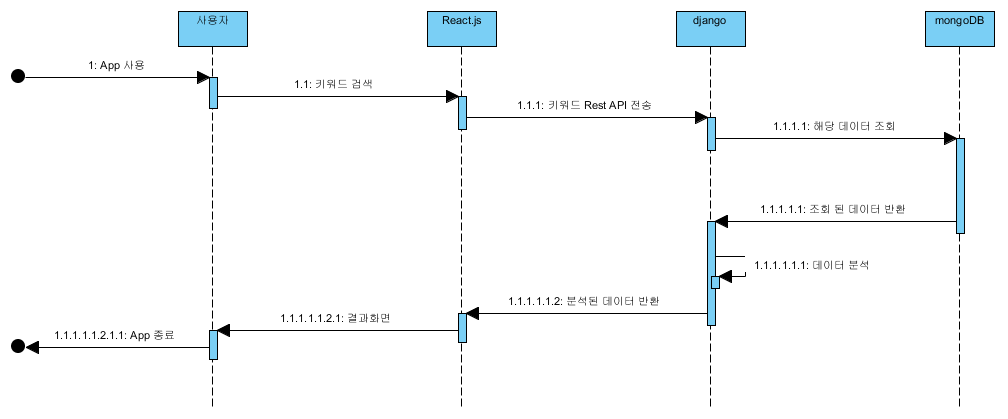 사용자
React.js
django
mongoDB
1: App 사용
1.1: 키워드 검색
1.1.1: 키워드 Rest API 전송
1.1.1.1: 해당 데이터 조회
1.1.1.1.1: 조회 된 데이터 반환
1.1.1.1.1.1: 데이터 분석
1.1.1.1.1.2: 분석된 데이터 반환
1.1.1.1.1.2.1: 결과화면
1.1.1.1.1.2.1.1: App 종료